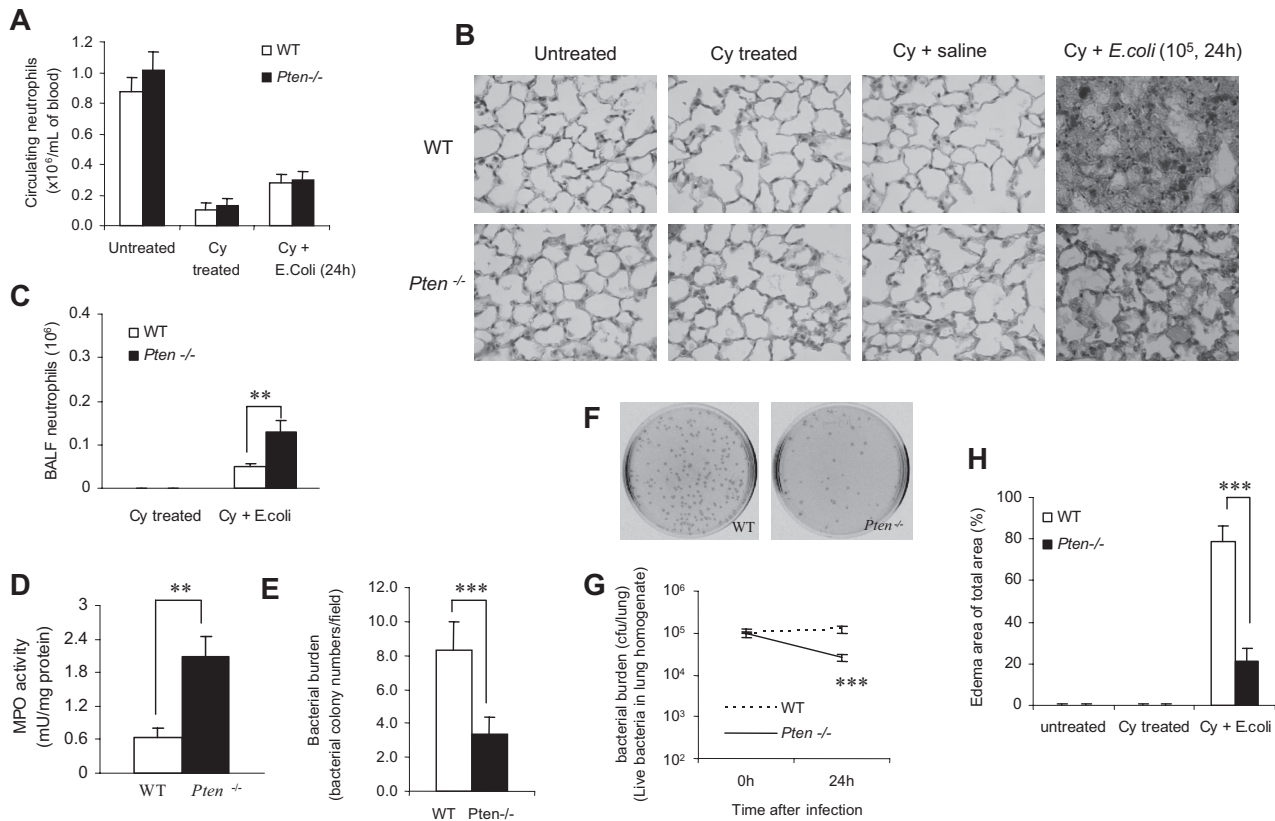 A
Circulating neutrophils
(x10⁶/mL of blood)
1.2
1.0
0.8
0.6
0.4
0.2
0.0
WT
Pten-/-
Untreated
Cy
treated
Cy +
E.Coli (24h)
B
Untreated
Cy treated
Cy + saline
Cy + E.coli (10⁵, 24h)
WT
Pten -/-
C
BALF neutrophils (10⁶)
0.4
0.3
0.2
0.1
0
WT
Pten -/-
**
Cy treated
Cy + E.coli
D
MPO activity
(mU/mg protein)
3
2.4
1.8
1.2
0.6
0
**
WT
Pten -/-
E
Bacterial burden
(bacterial colony numbers/field)
12.0
10.0
8.0
6.0
4.0
2.0
0.0
***
WT
Pten-/-
F
WT
Pten-/-
G
bacterial burden (cfu/lung)
(Live bacteria in lung homogenate)
10⁶
10⁵
10⁴
10³
10²
***
WT
Pten -/-
0h
24h
Time after infection
H
Edema area of total area (%)
100
80
60
40
20
0
WT
Pten-/-
***
untreated
Cy treated
Cy + E.coli